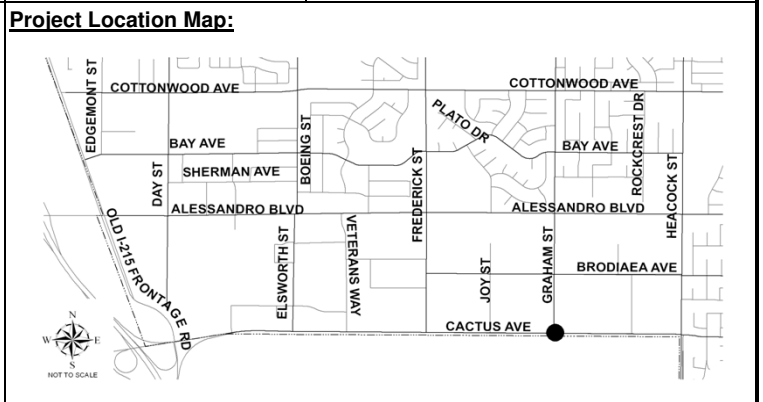 Project Location Map:
EDGEMONT ST
COTTONWOOD AVE
COTTONWOOD AVE
PLATO DR
ROCKCREST DR
BAY AVE
BOEING ST
BAY AVE
SHERMAN AVE
DAY ST
FREDERICK ST
HEACOCK ST
ALESSANDRO BLVD
ALESSANDRO BLVD
OLD I-215 FRONTAGE RD
ELSWORTH ST
VETERANS WAY
JOY ST
GRAHAM ST
BRODIAEA AVE
CACTUS AVE
N
W E
S
NOT TO SCALE